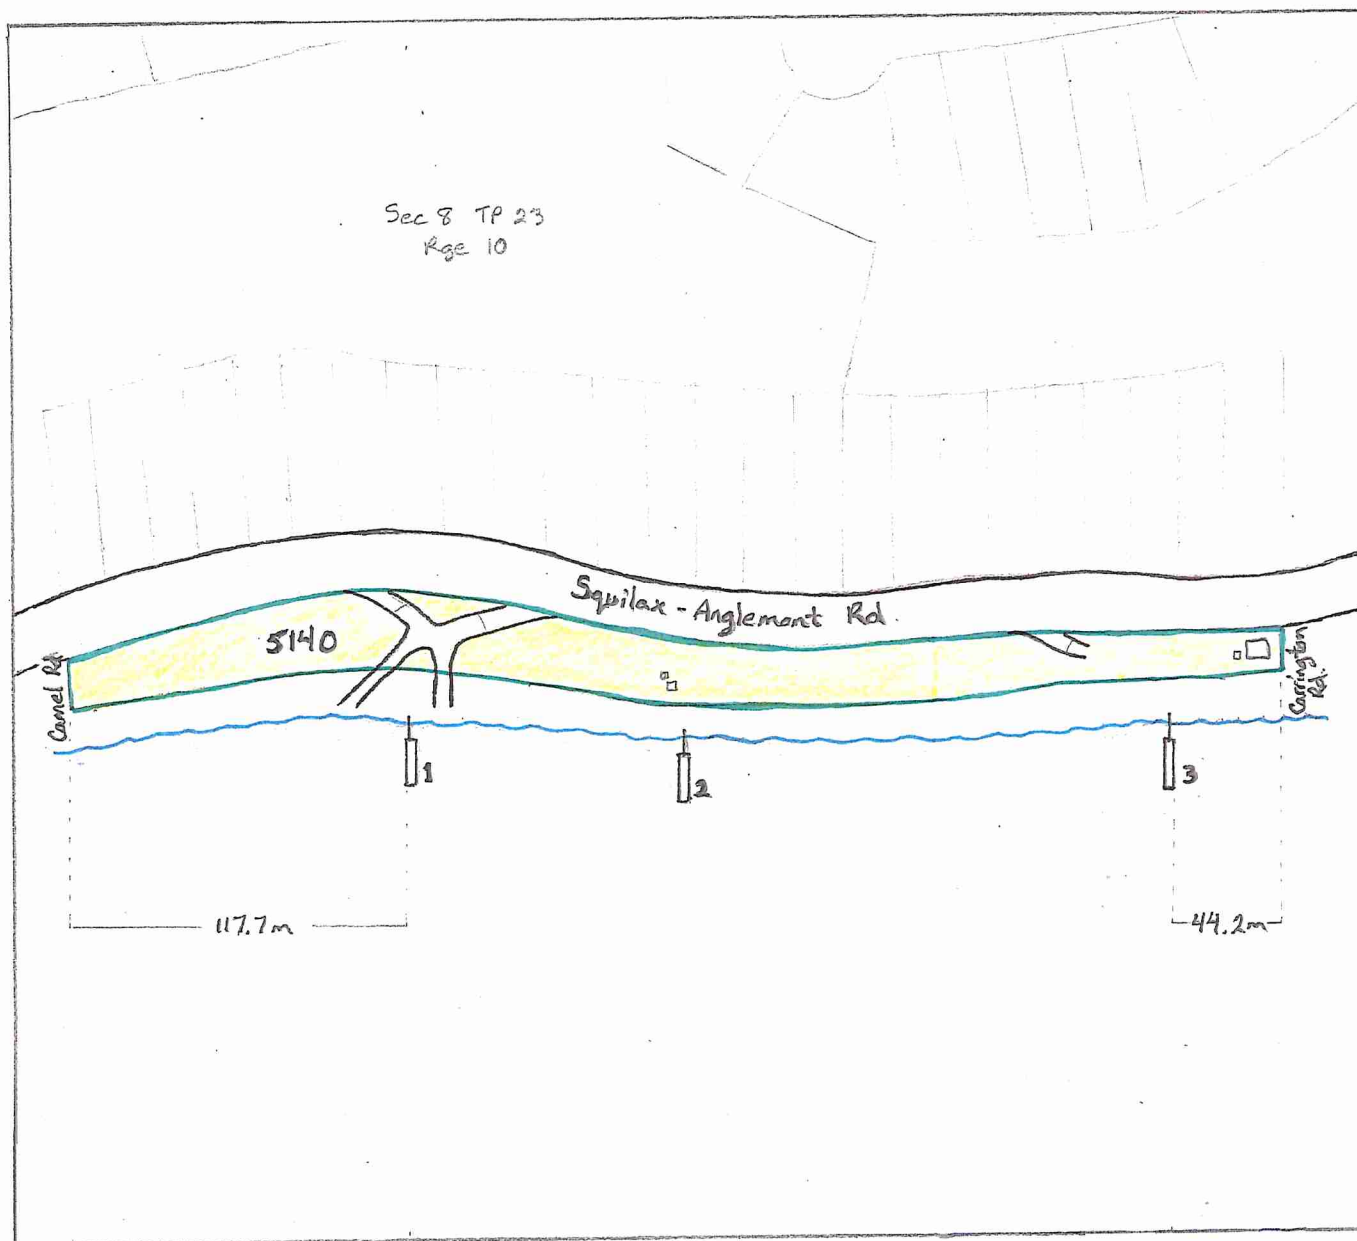 Sec 8 TP 23
Rge 10
Squilax - Anglemont Rd.
5140
Camel Rd.
Carrington
Rd.
1
2
3
117.7m
44.2m